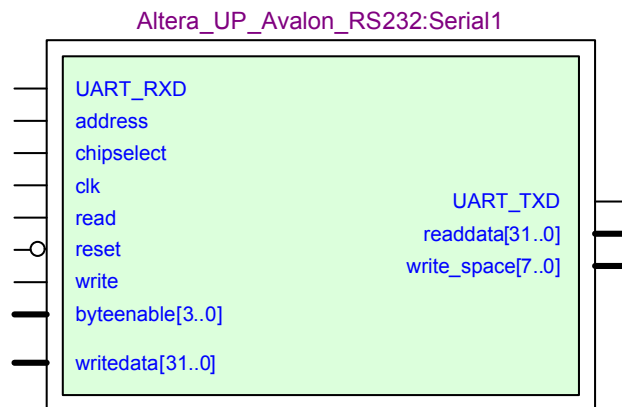 Altera_UP_Avalon_RS232:Serial1
UART_RXD
address
chipselect
clk
read
reset
write
byteenable[3..0]
writedata[31..0]
UART_TXD
readdata[31..0]
write_space[7..0]